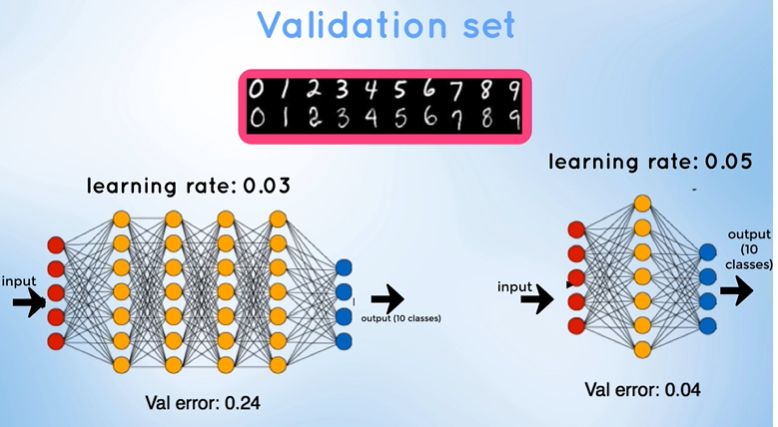 Validation set
0 1 2 3 4 5 6 7 8 9
0 1 2 3 4 5 6 7 8 9
learning rate: 0.03
input
output (10 classes)
Val error: 0.24
learning rate: 0.05
input
output
(10
classes)
Val error: 0.04